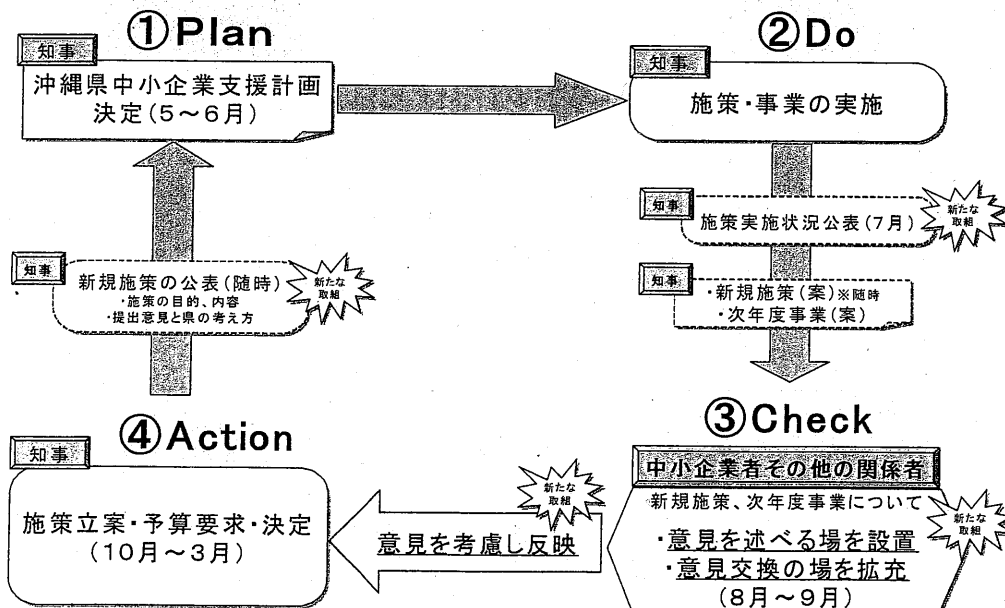 ①Plan
知事
沖縄県中小企業支援計画
決定(5～6月)
②Do
知事
施策・事業の実施
知事
施策実施状況公表(7月)
新たな
取組
知事
・新規施策(案)※随時
・次年度事業(案)
③Check
中小企業者その他の関係者
新規施策、次年度事業について
・意見を述べる場を設置
・意見交換の場を拡充
(8月～9月)
新たな
取組
新たな
取組
意見を考慮し反映
④Action
知事
施策立案・予算要求・決定
(10月～3月)
知事
新規施策の公表(随時)
・施策の目的、内容
・提出意見と県の考え方
新たな
取組